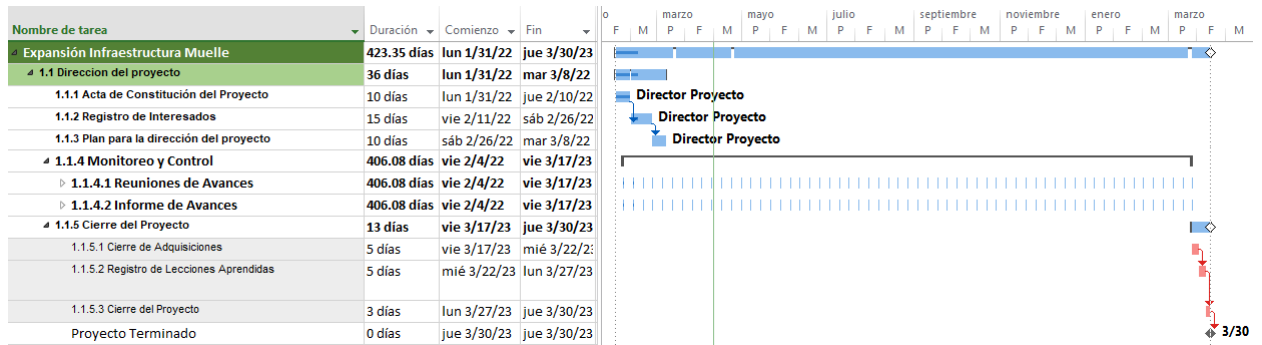 Nombre de tarea Duración Comienzo Fin
o marzo mayo julio septiembre noviembre enero marzo
F M P F M P F M P F M P F M P F M P F M P F M P F M P F M
Expansión Infraestructura Muelle 423.35 días lun 1/31/22 jue 3/30/23
1.1 Direccion del proyecto 36 días lun 1/31/22 mar 3/8/22
1.1.1 Acta de Constitución del Proyecto 10 días lun 1/31/22 jue 2/10/22 Director Proyecto
1.1.2 Registro de Interesados 15 días vie 2/11/22 sáb 2/26/22 Director Proyecto
1.1.3 Plan para la dirección del proyecto 10 días sáb 2/26/22 mar 3/8/22 Director Proyecto
1.1.4 Monitoreo y Control 406.08 días vie 2/4/22 vie 3/17/23
1.1.4.1 Reuniones de Avances 406.08 días vie 2/4/22 vie 3/17/23
1.1.4.2 Informe de Avances 406.08 días vie 2/4/22 vie 3/17/23
1.1.5 Cierre del Proyecto 13 días vie 3/17/23 jue 3/30/23
1.1.5.1 Cierre de Adquisiciones 5 días vie 3/17/23 mié 3/22/23
1.1.5.2 Registro de Lecciones Aprendidas 5 días mié 3/22/23 lun 3/27/23
1.1.5.3 Cierre del Proyecto 3 días lun 3/27/23 jue 3/30/23
Proyecto Terminado 0 días jue 3/30/23 jue 3/30/23 3/30